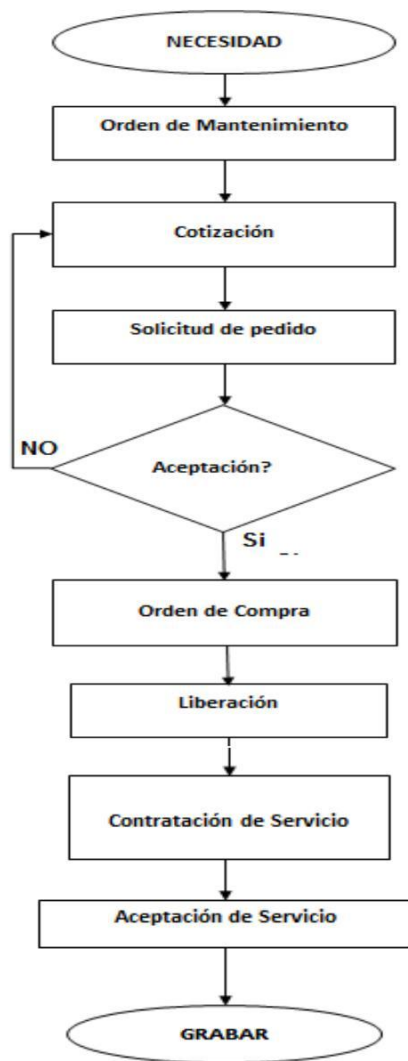 NECESIDAD
Orden de Mantenimiento
Cotización
Solicitud de pedido
NO
Aceptación?
Si
Orden de Compra
Liberación
Contratación de Servicio
Aceptación de Servicio
GRABAR